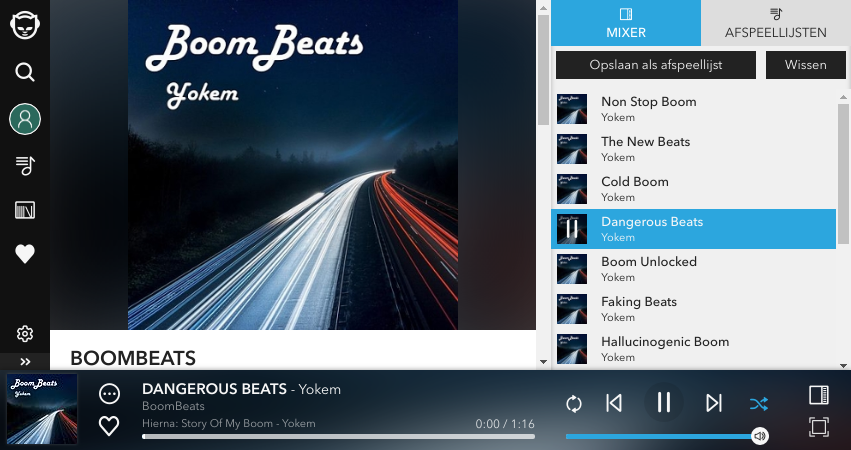 Boom Beats
Yokem
BOOMBEATS
MIXER
AFSPEELLIJSTEN
Opslaan als afspeellijst
Wissen
Non Stop Boom
Yokem
The New Beats
Yokem
Cold Boom
Yokem
Dangerous Beats
Yokem
Boom Unlocked
Yokem
Faking Beats
Yokem
Hallucinogenic Boom
Yokem
Boom Beats
Yokem
DANGEROUS BEATS - Yokem
BoomBeats
Hierna: Story Of My Boom - Yokem
0:00 / 1:16